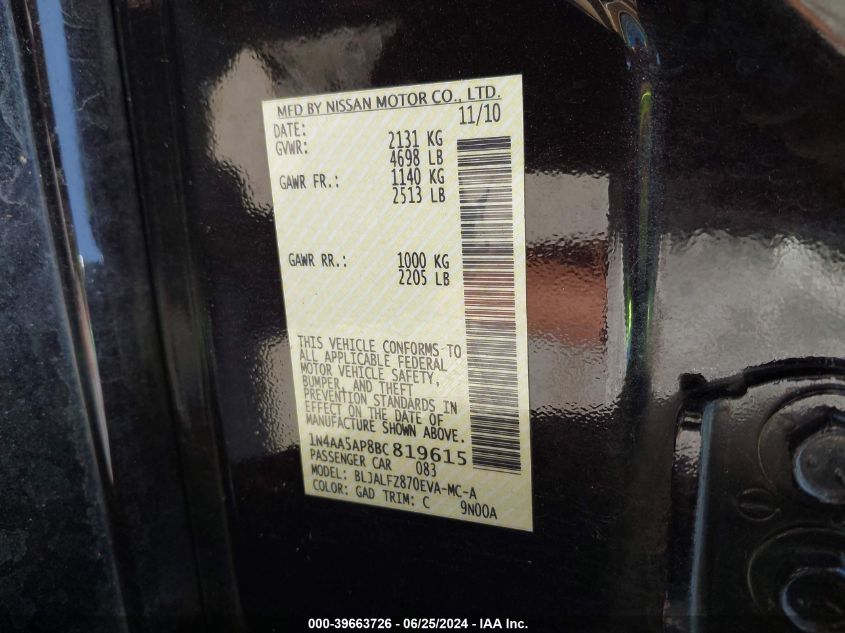 MFD BY NISSAN MOTOR CO., LTD.
DATE: 11/10
GVWR: 2131 KG
4698 LB
GAWR FR.: 1140 KG
2513 LB
GAWR RR.: 1000 KG
2205 LB
THIS VEHICLE CONFORMS TO
ALL APPLICABLE FEDERAL
MOTOR VEHICLE SAFETY,
BUMPER, AND THEFT
PREVENTION STANDARDS IN
EFFECT ON THE DATE OF
MANUFACTURE SHOWN ABOVE.
1N4AA5AP8BC819615
PASSENGER CAR 083
MODEL: BLJALFZ870EVA-MC-A
COLOR: GAD TRIM: C 9N00A
000-39663726 - 06/25/2024 - IAA Inc.